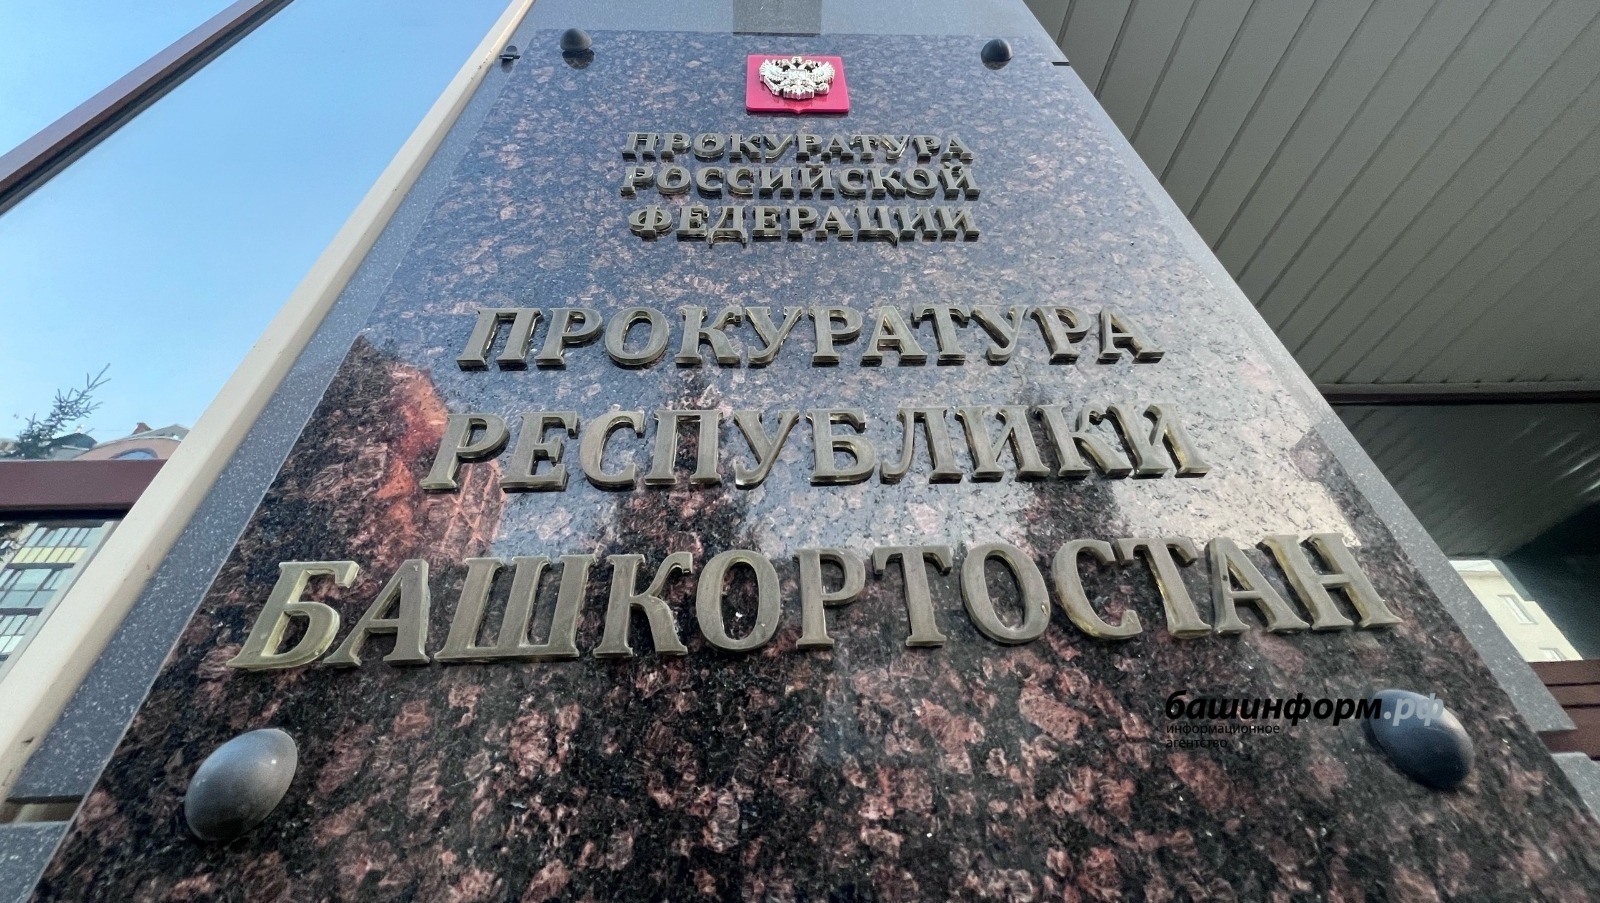 ПРОКУРАТУРА
РОССИЙСКОЙ
ФЕДЕРАЦИИ
ПРОКУРАТУРА
РЕСПУБЛИКИ
БАШКОРТОСТАН
башинформ.рф
информационное
агентство